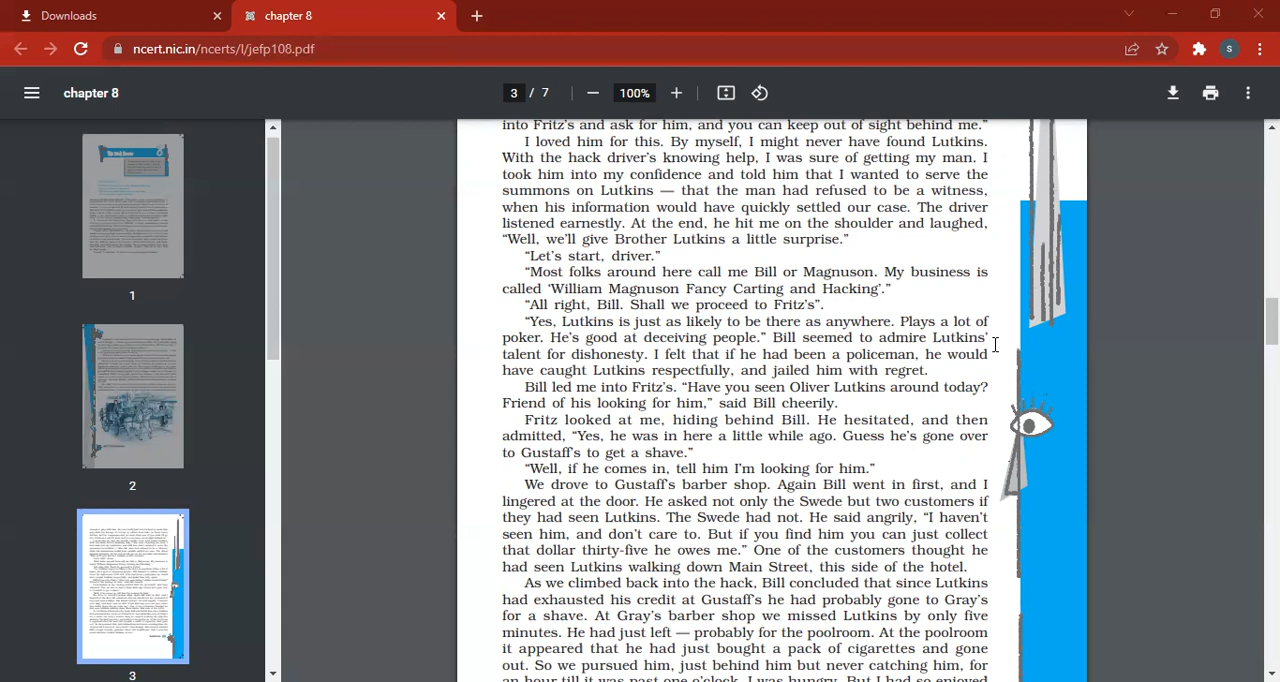 Downloads
chapter 8
ncert.nic.in/ncerts/l/jefp108.pdf
S
chapter 8
3 / 7
100%
into Fritz's and ask for him, and you can keep out of sight behind me."
I loved him for this. By myself, I might never have found Lutkins.
With the hack driver's knowing help, I was sure of getting my man. I
took him into my confidence and told him that I wanted to serve the
summons on Lutkins — that the man had refused to be a witness,
when his information would have quickly settled our case. The driver
listened earnestly. At the end, he hit me on the shoulder and laughed,
"Well, we'll give Brother Lutkins a little surprise."
"Let's start, driver."
"Most folks around here call me Bill or Magnuson. My business is
called 'William Magnuson Fancy Carting and Hacking'."
"All right, Bill. Shall we proceed to Fritz's".
"Yes, Lutkins is just as likely to be there as anywhere. Plays a lot of
poker. He's good at deceiving people." Bill seemed to admire Lutkins'
talent for dishonesty. I felt that if he had been a policeman, he would
have caught Lutkins respectfully, and jailed him with regret.
Bill led me into Fritz's. "Have you seen Oliver Lutkins around today?
Friend of his looking for him," said Bill cheerily.
Fritz looked at me, hiding behind Bill. He hesitated, and then
admitted, "Yes, he was in here a little while ago. Guess he's gone over
to Gustaff's to get a shave."
"Well, if he comes in, tell him I'm looking for him."
We drove to Gustaff's barber shop. Again Bill went in first, and I
lingered at the door. He asked not only the Swede but two customers if
they had seen Lutkins. The Swede had not. He said angrily, "I haven't
seen him, and don't care to. But if you find him you can just collect
that dollar thirty-five he owes me." One of the customers thought he
had seen Lutkins walking down Main Street, this side of the hotel.
As we climbed back into the hack, Bill concluded that since Lutkins
had exhausted his credit at Gustaff's he had probably gone to Gray's
for a shave. At Gray's barber shop we missed Lutkins by only five
minutes. He had just left — probably for the poolroom. At the poolroom
it appeared that he had just bought a pack of cigarettes and gone
out. So we pursued him, just behind him but never catching him, for
an hour till it was past one o'clock. I was hungry. But I had so enjoyed
1
2
3